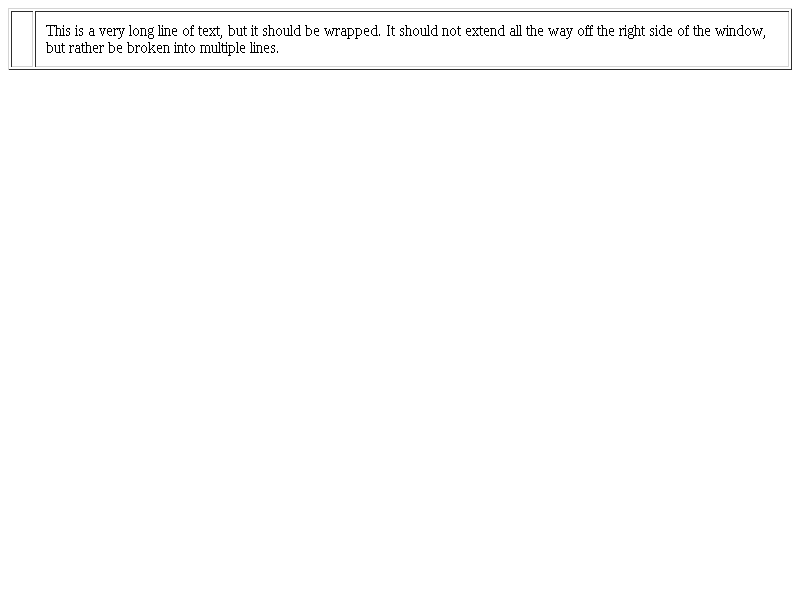 This is a very long line of text, but it should be wrapped. It should not extend all the way off the right side of the window,
but rather be broken into multiple lines.